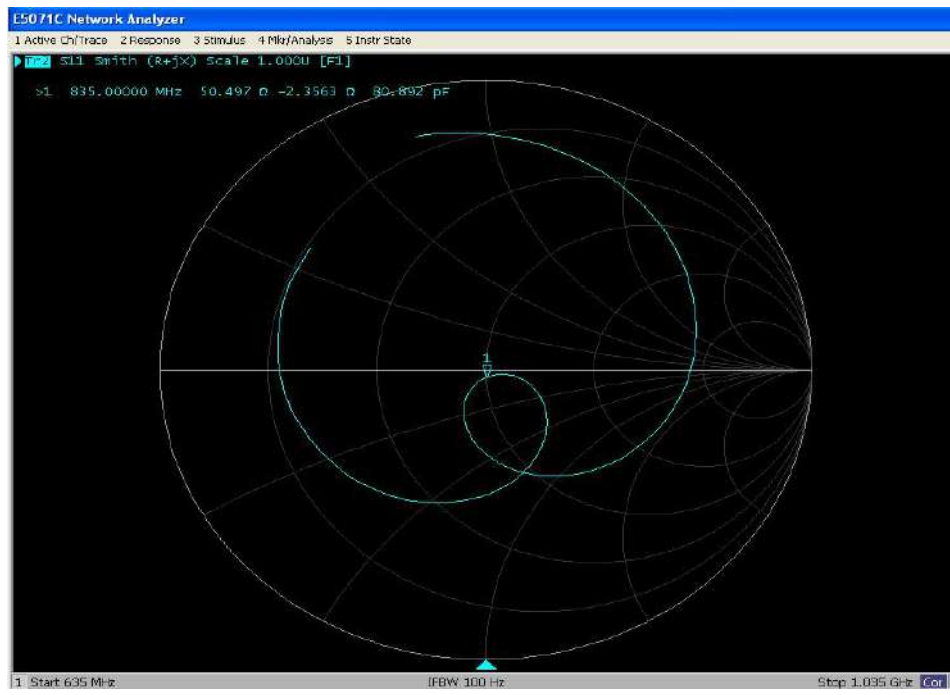 E5071C Network Analyzer
1 Active Ch/Trace 2 Response 3 Stimulus 4 Mkr/Analysis 5 Instr State
Tr2 S11 Smith (R+jX) Scale 1.000U [F1]
>1 835.00000 MHz 50.497 Ω -2.3563 Ω 80.892 pF
1
1 Start 635 MHz IFBW 100 Hz Stop 1.035 GHz Cor